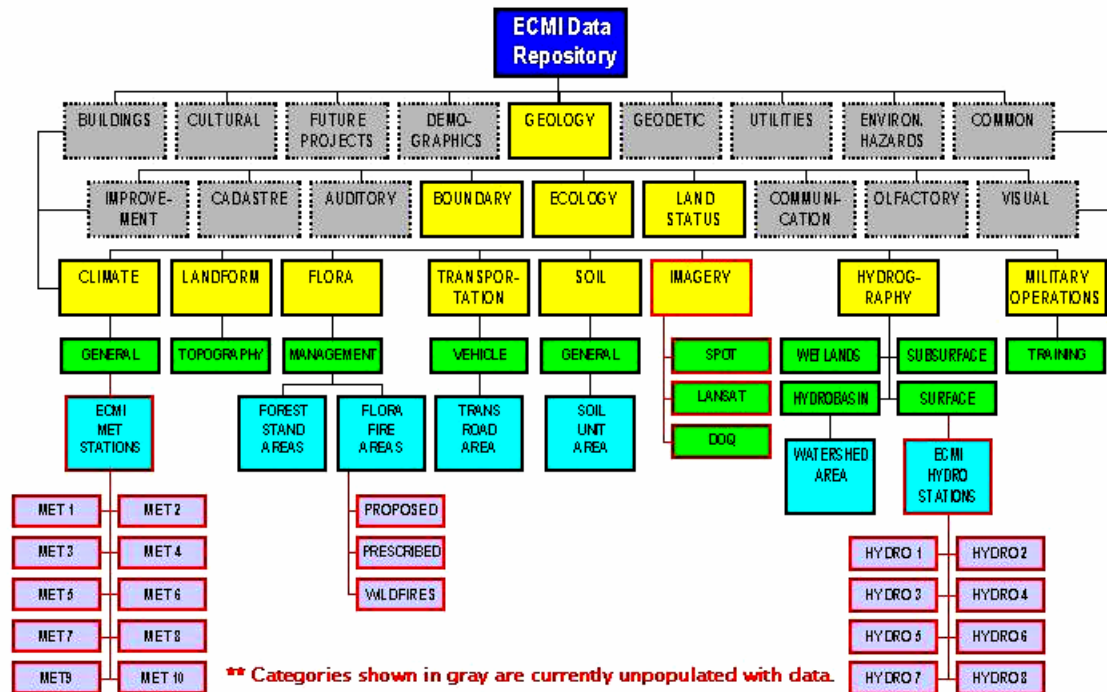 ECMI Data
Repository
BUILDINGS
CULTURAL
FUTURE
PROJECTS
DEMO-
GRAPHICS
GEOLOGY
GEODETIC
UTILITIES
ENVIRON.
HAZARDS
COMMON
IMPROVE-
MENT
CADASTRE
AUDITORY
BOUNDARY
ECOLOGY
LAND
STATUS
COMMUNI-
CATION
OLFACTORY
VISUAL
CLIMATE
LANDFORM
FLORA
TRANSPOR-
TATION
SOIL
IMAGERY
HYDROG-
RAPHY
MILITARY
OPERATIONS
GENERAL
TOPOGRAPHY
MANAGEMENT
VEHICLE
GENERAL
SPOT
LANSAT
DOQ
WETLANDS
SUBSURFACE
HYDROBASIN
SURFACE
TRAINING
ECMI
MET
STATIONS
FOREST
STAND
AREAS
FLORA
FIRE
AREAS
TRANS
ROAD
AREA
SOIL
UNIT
AREA
WATERSHED
AREA
ECMI
HYDRO
STATIONS
MET 1
MET 2
MET 3
MET 4
MET 5
MET 6
MET 7
MET 8
MET9
MET 10
PROPOSED
PRESCRIBED
WILDFIRES
HYDRO 1
HYDRO 2
HYDRO 3
HYDRO 4
HYDRO 5
HYDRO 6
HYDRO 7
HYDRO 8
** Categories shown in gray are currently unpopulated with data.